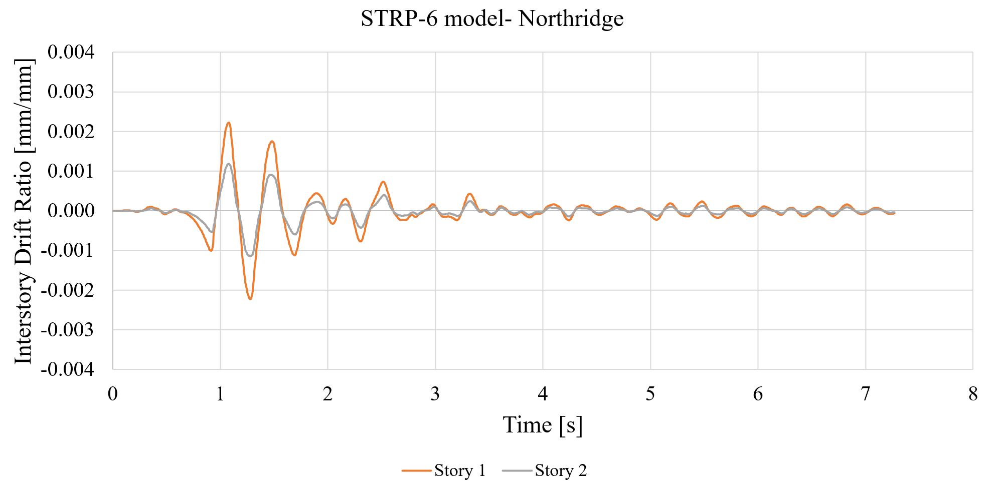 STRP-6 model- Northridge
Interstory Drift Ratio [mm/mm]
0.004
0.003
0.002
0.001
0.000
-0.001
-0.002
-0.003
-0.004
0 1 2 3 4 5 6 7 8
Time [s]
Story 1 Story 2